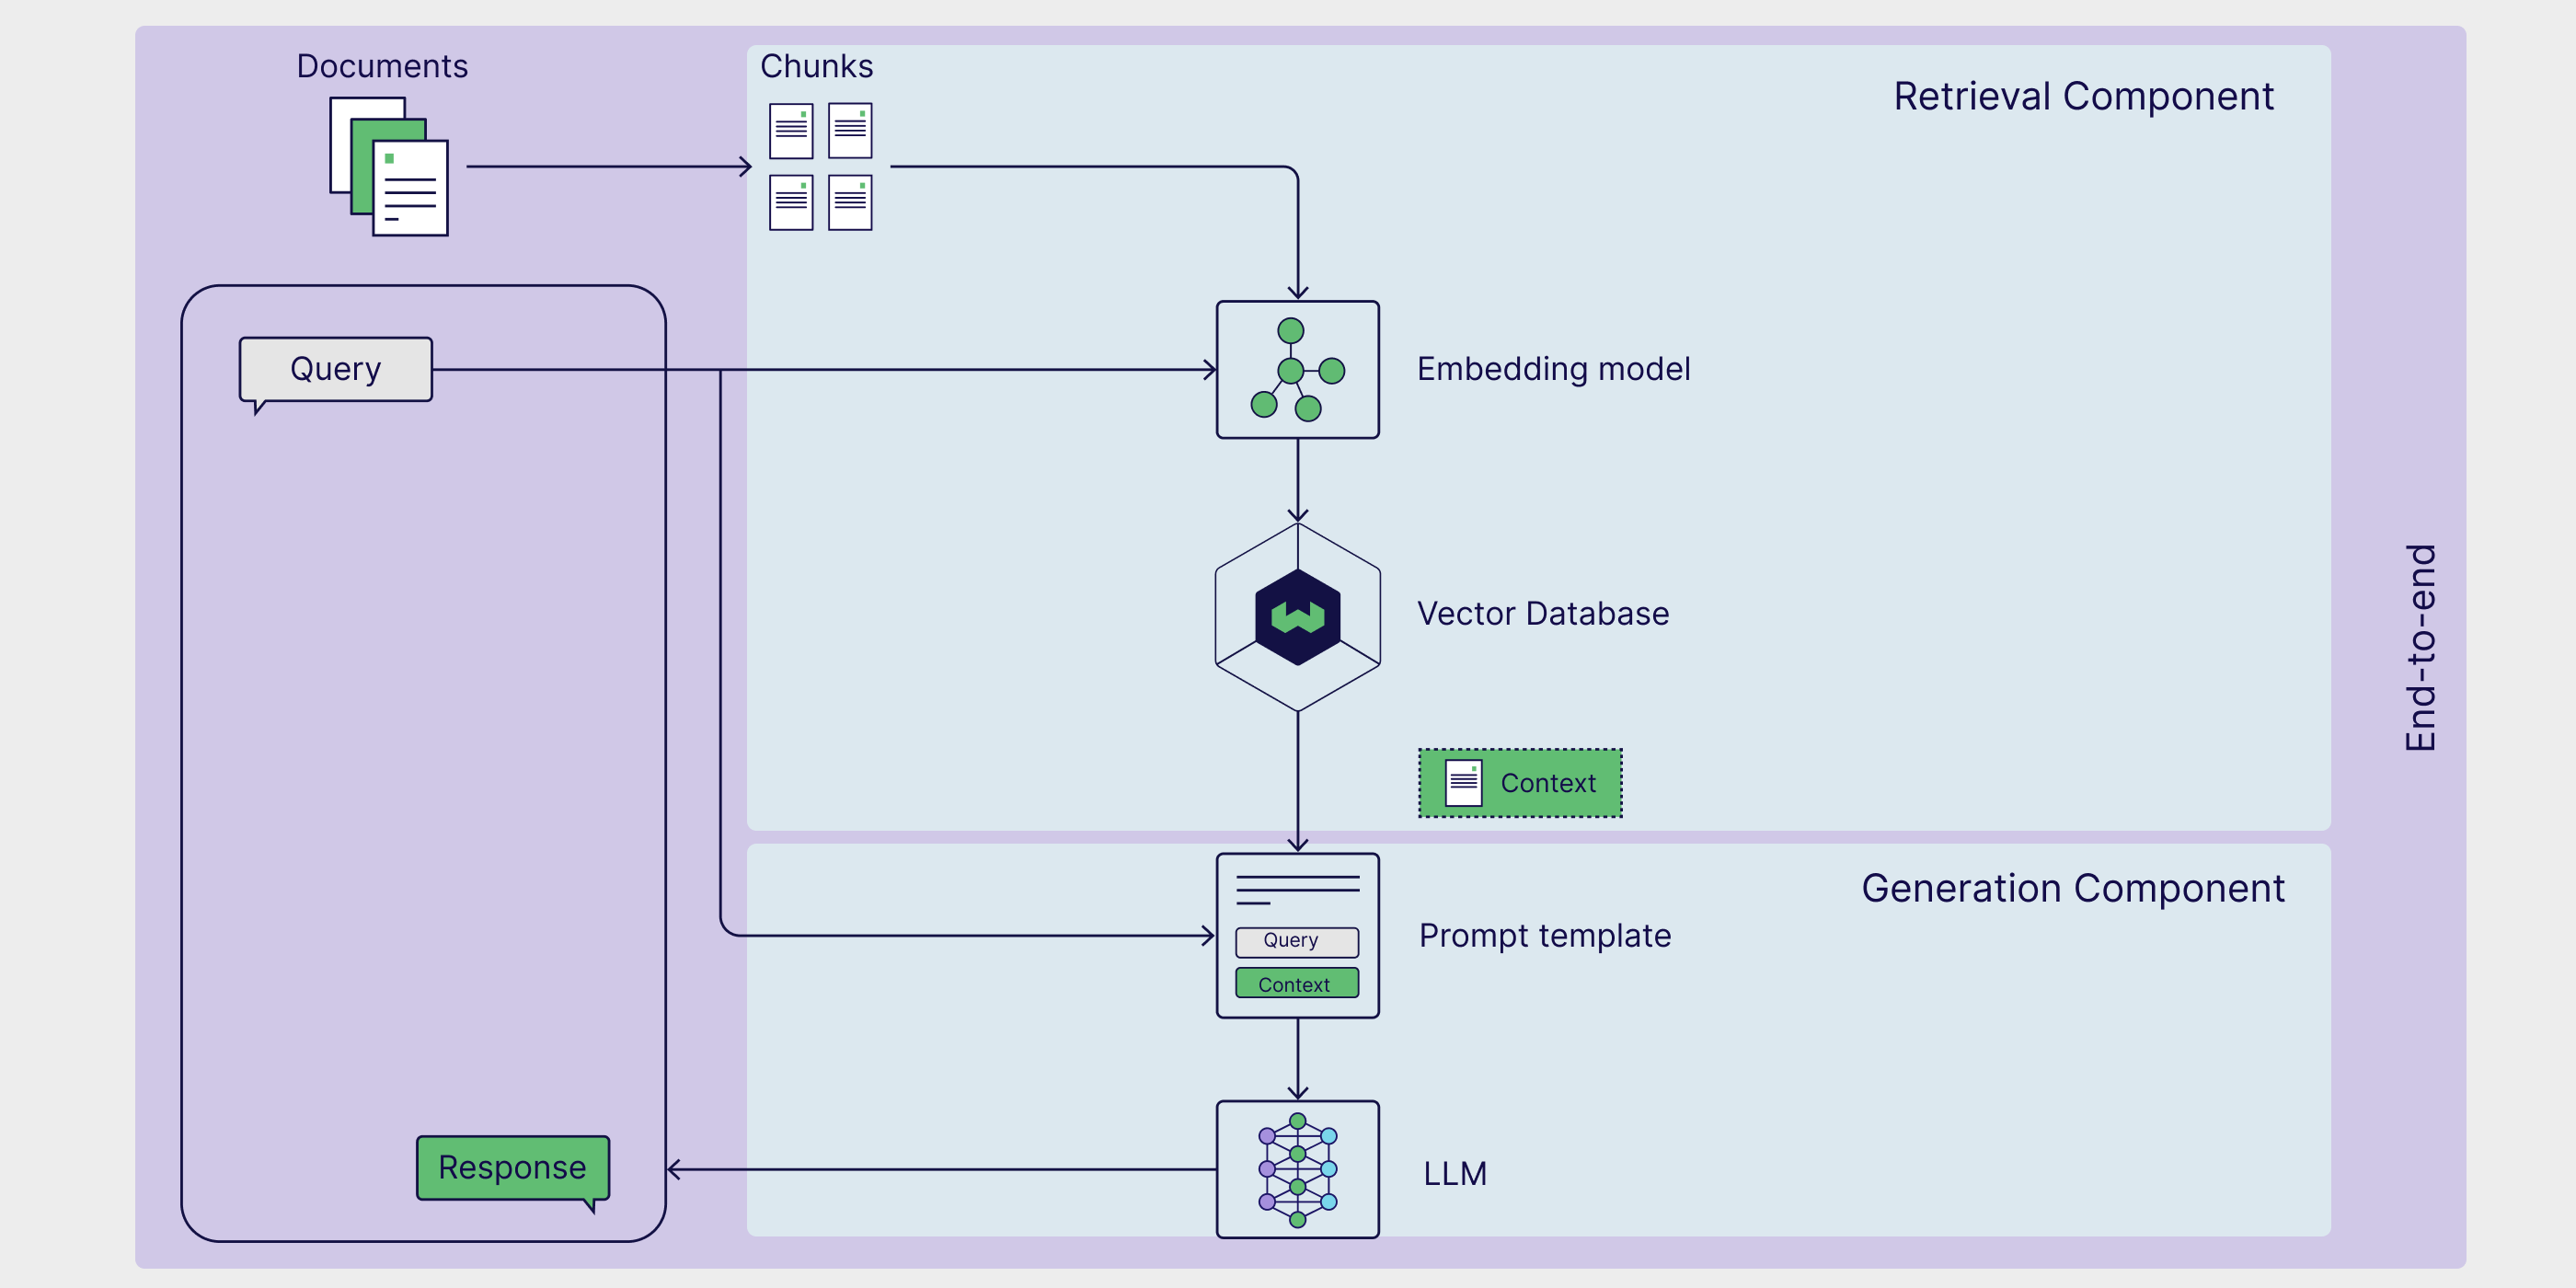 Documents
Chunks
Retrieval Component
Query
Embedding model
Vector Database
End-to-end
Context
Generation Component
Prompt template
Query
Context
Response
LLM